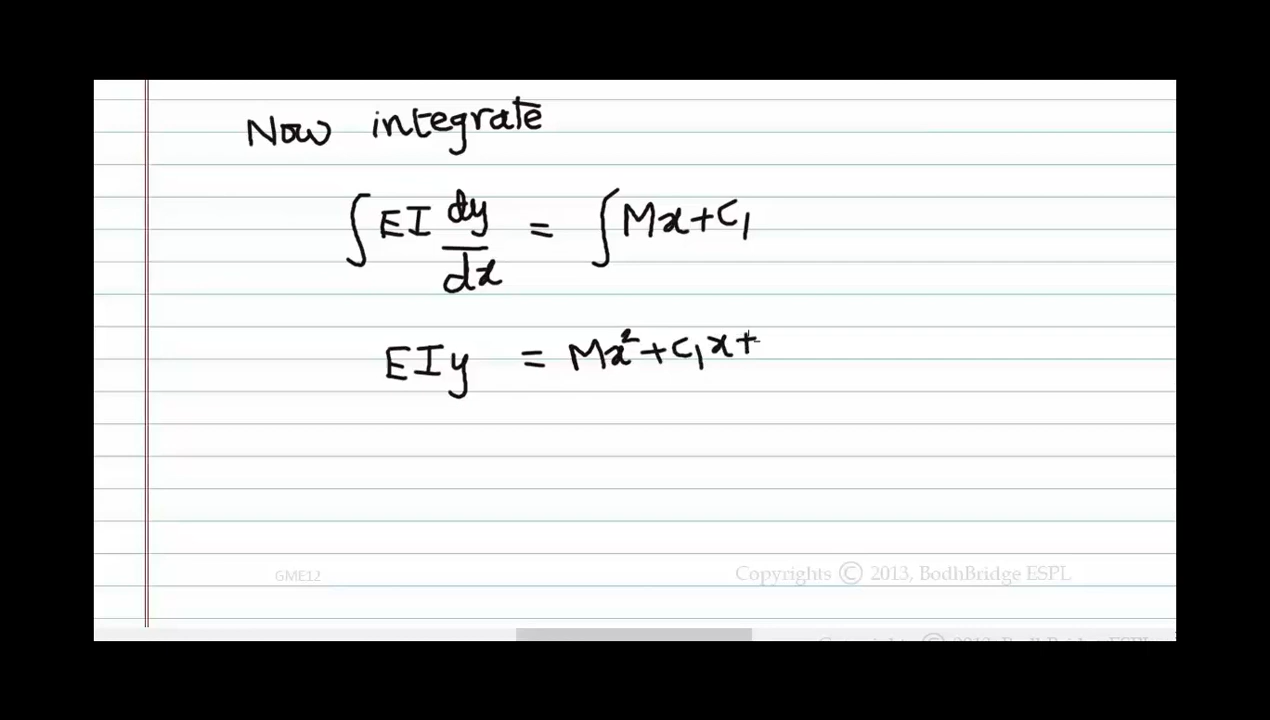 Now integrate
∫ EI dy/dx = ∫ Mx + C₁
EIy = Mx² + C₁x +
GME12
Copyrights © 2013, BodhBridge ESPL